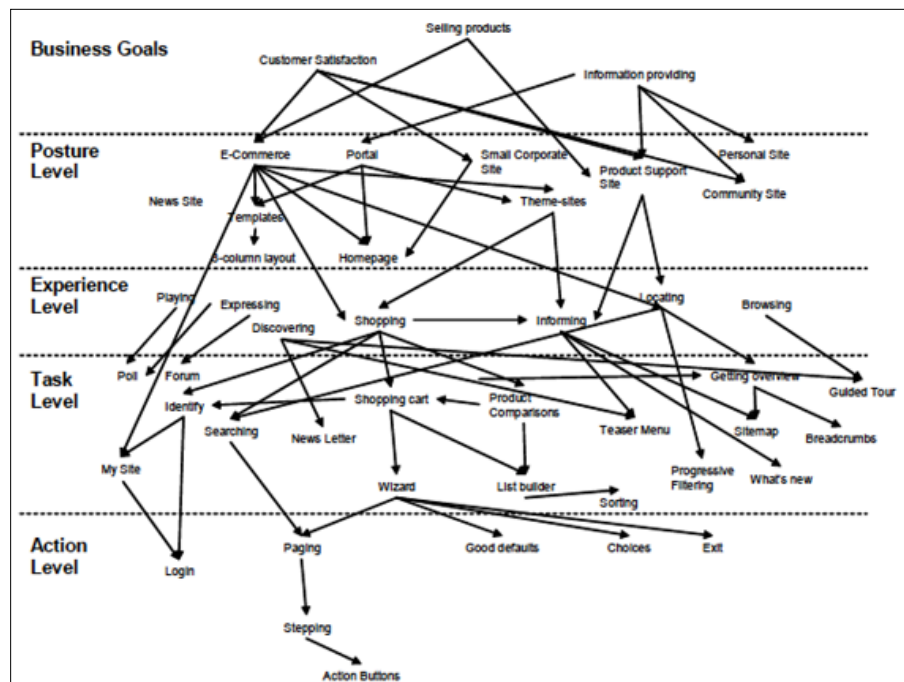 Selling products
Business Goals
Customer Satisfaction
Information providing
Posture
Level
E-Commerce
Portal
Small Corporate
Site
Product Support
Site
Personal Site
Community Site
News Site
Templates
Theme-sites
3-column layout
Homepage
Experience
Level
Playing
Expressing
Discovering
Shopping
Informing
Locating
Browsing
Task
Level
Poll
Forum
Getting overview
Guided Tour
Identify
Shopping cart
Product
Comparisons
Searching
News Letter
Teaser Menu
Sitemap
Breadcrumbs
My Site
Wizard
List builder
Sorting
Progressive
Filtering
What's new
Action
Level
Login
Paging
Good defaults
Choices
Exit
Stepping
Action Buttons